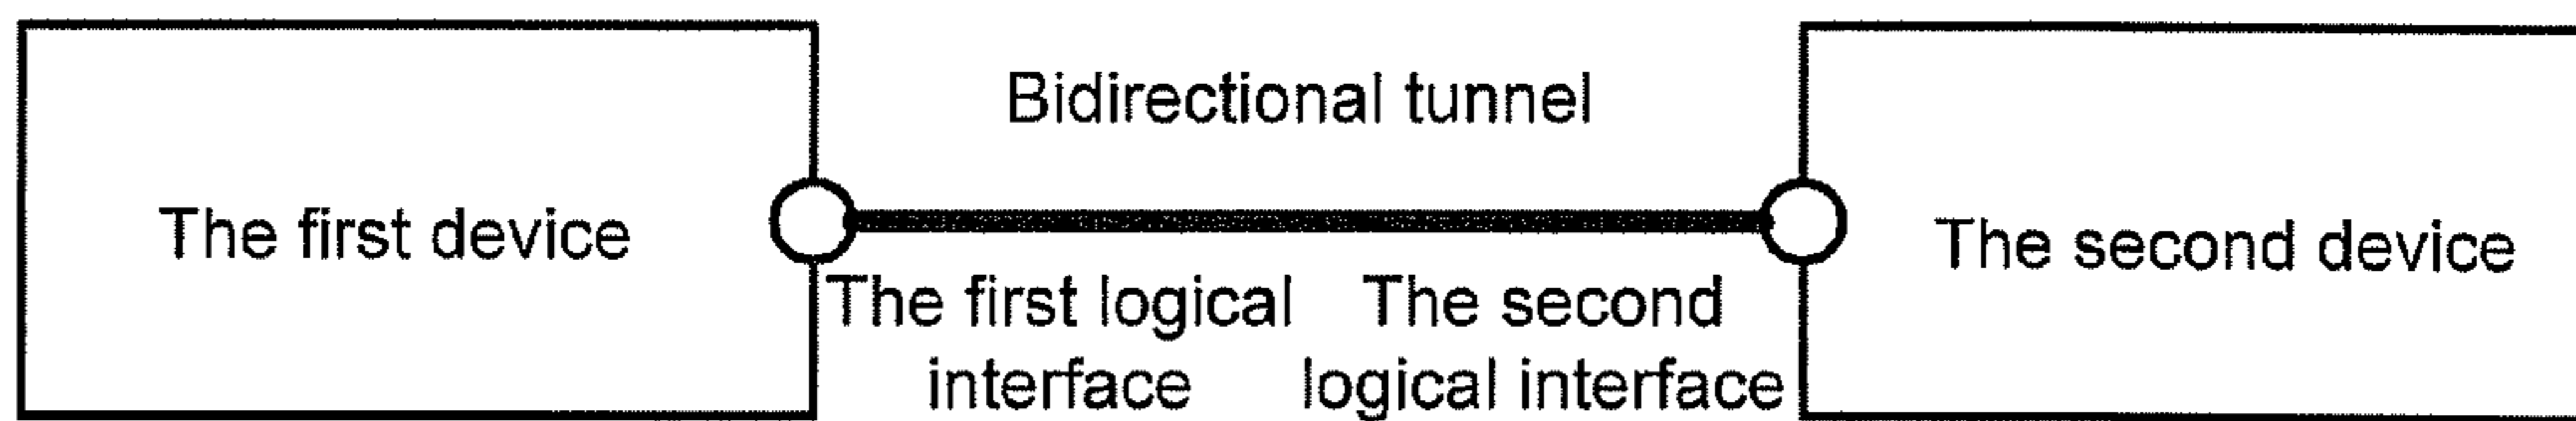 Bidirectional tunnel
The first device
The second device
The first logical
interface
The second
logical interface